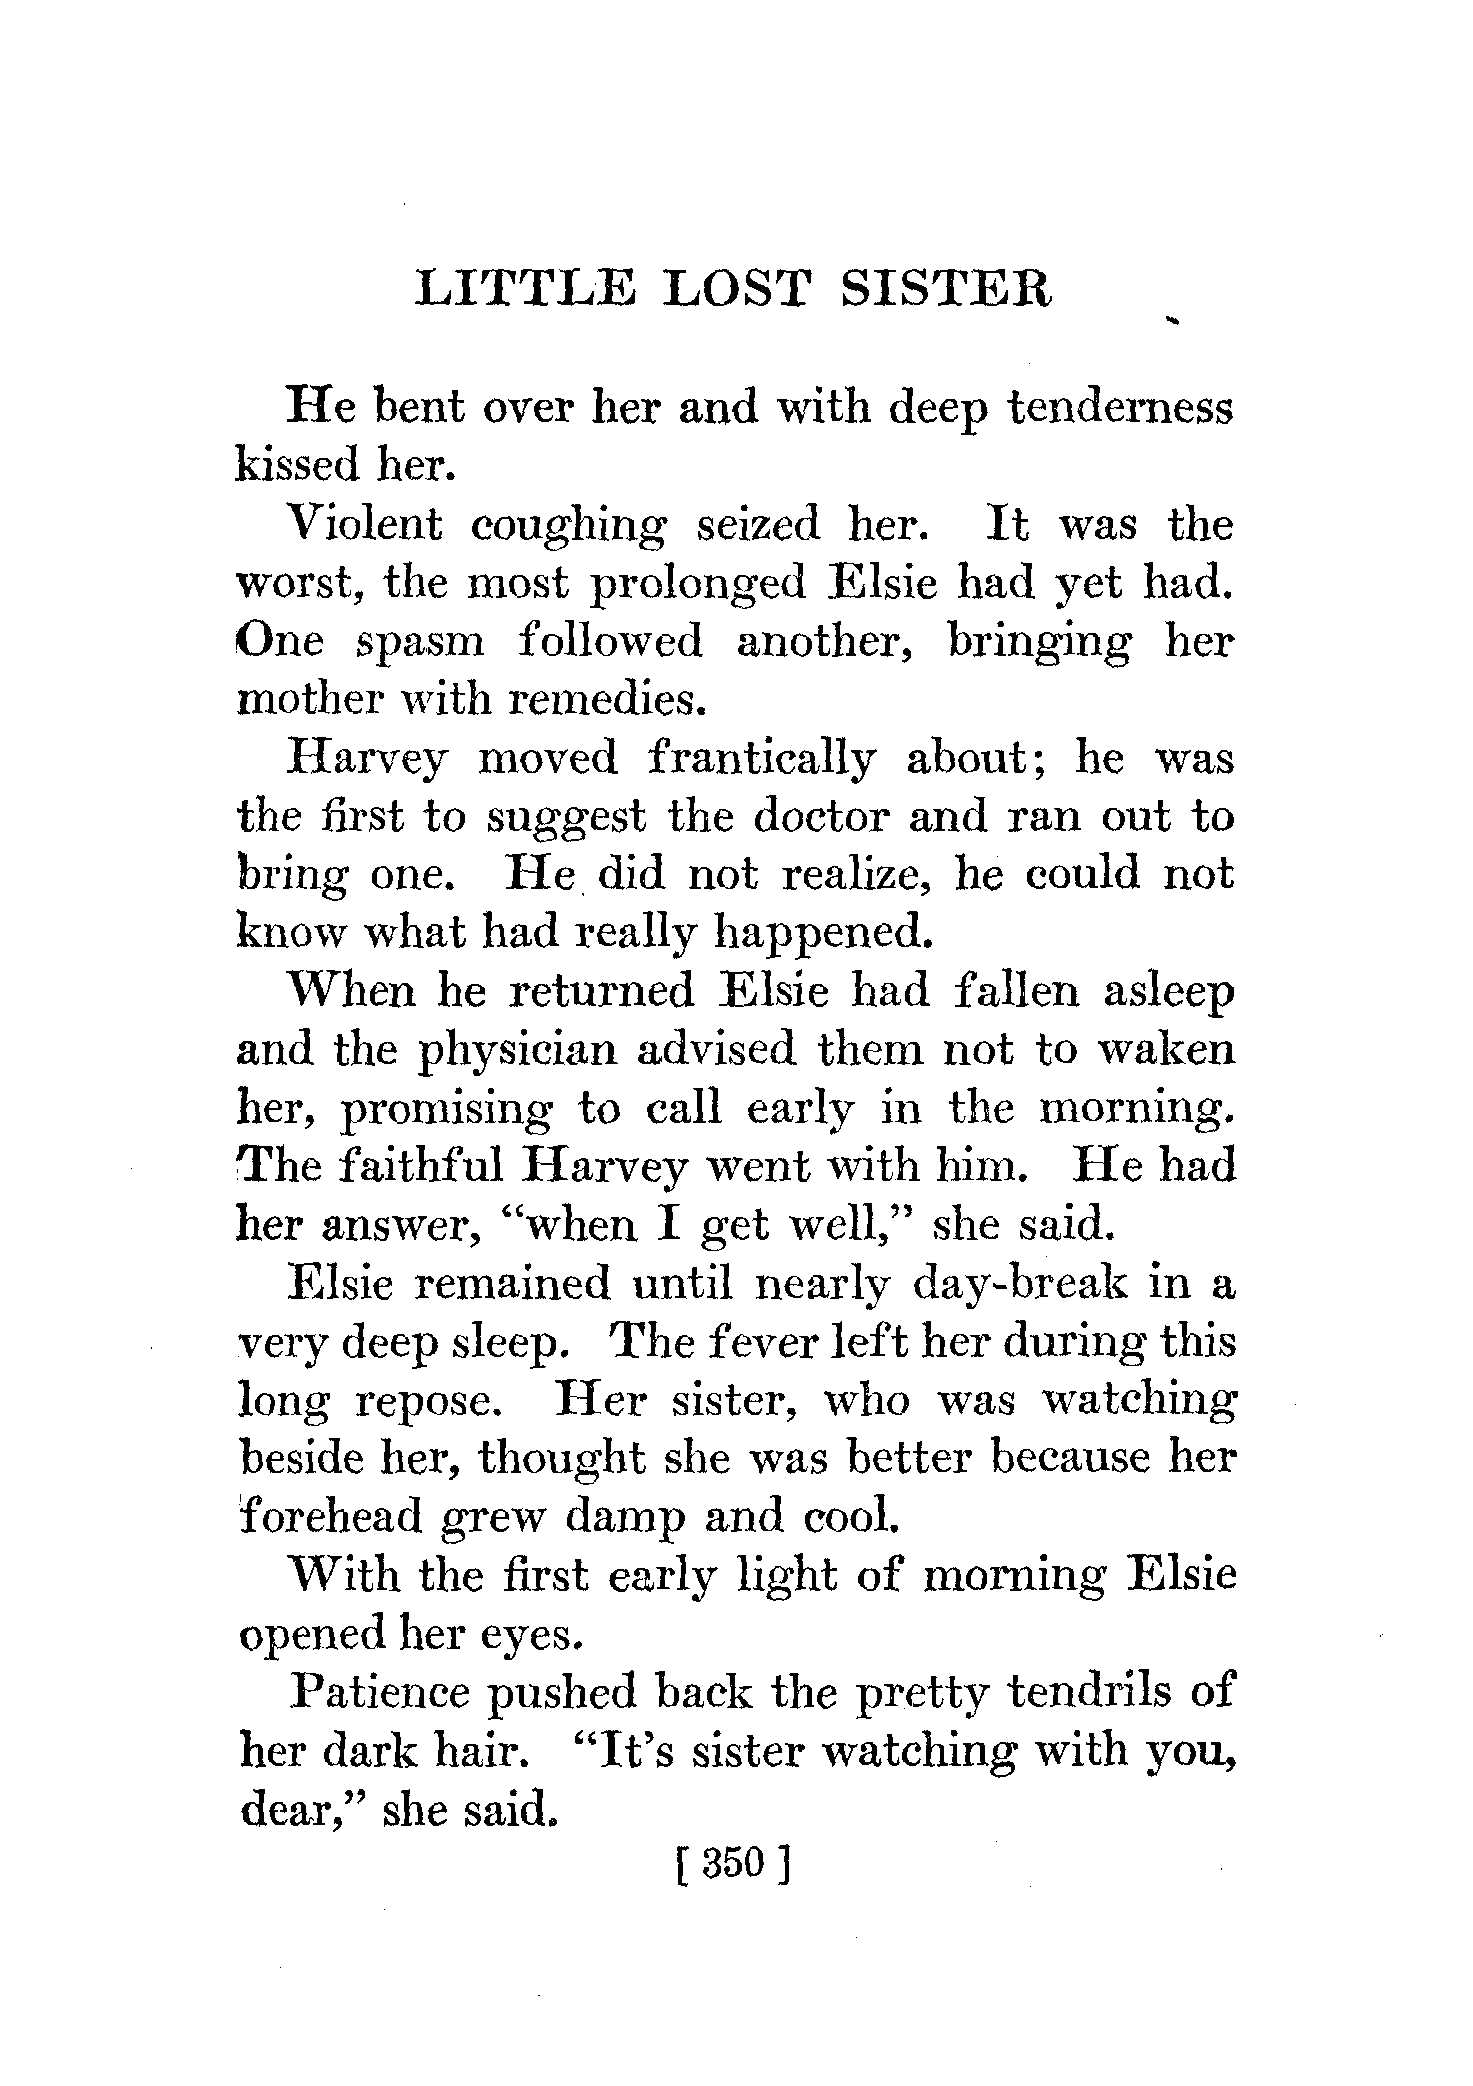 LITTLE LOST SISTER
He bent over her and with deep tenderness
kissed her.
Violent coughing seized her. It was the
worst, the most prolonged Elsie had yet had.
One spasm followed another, bringing her
mother with remedies.
Harvey moved frantically about; he was
the first to suggest the doctor and ran out to
bring one. He did not realize, he could not
know what had really happened.
When he returned Elsie had fallen asleep
and the physician advised them not to waken
her, promising to call early in the morning.
The faithful Harvey went with him. He had
her answer, “when I get well,” she said.
Elsie remained until nearly day-break in a
very deep sleep. The fever left her during this
long repose. Her sister, who was watching
beside her, thought she was better because her
forehead grew damp and cool.
With the first early light of morning Elsie
opened her eyes.
Patience pushed back the pretty tendrils of
her dark hair. “It’s sister watching with you,
dear,” she said.
[ 350 ]